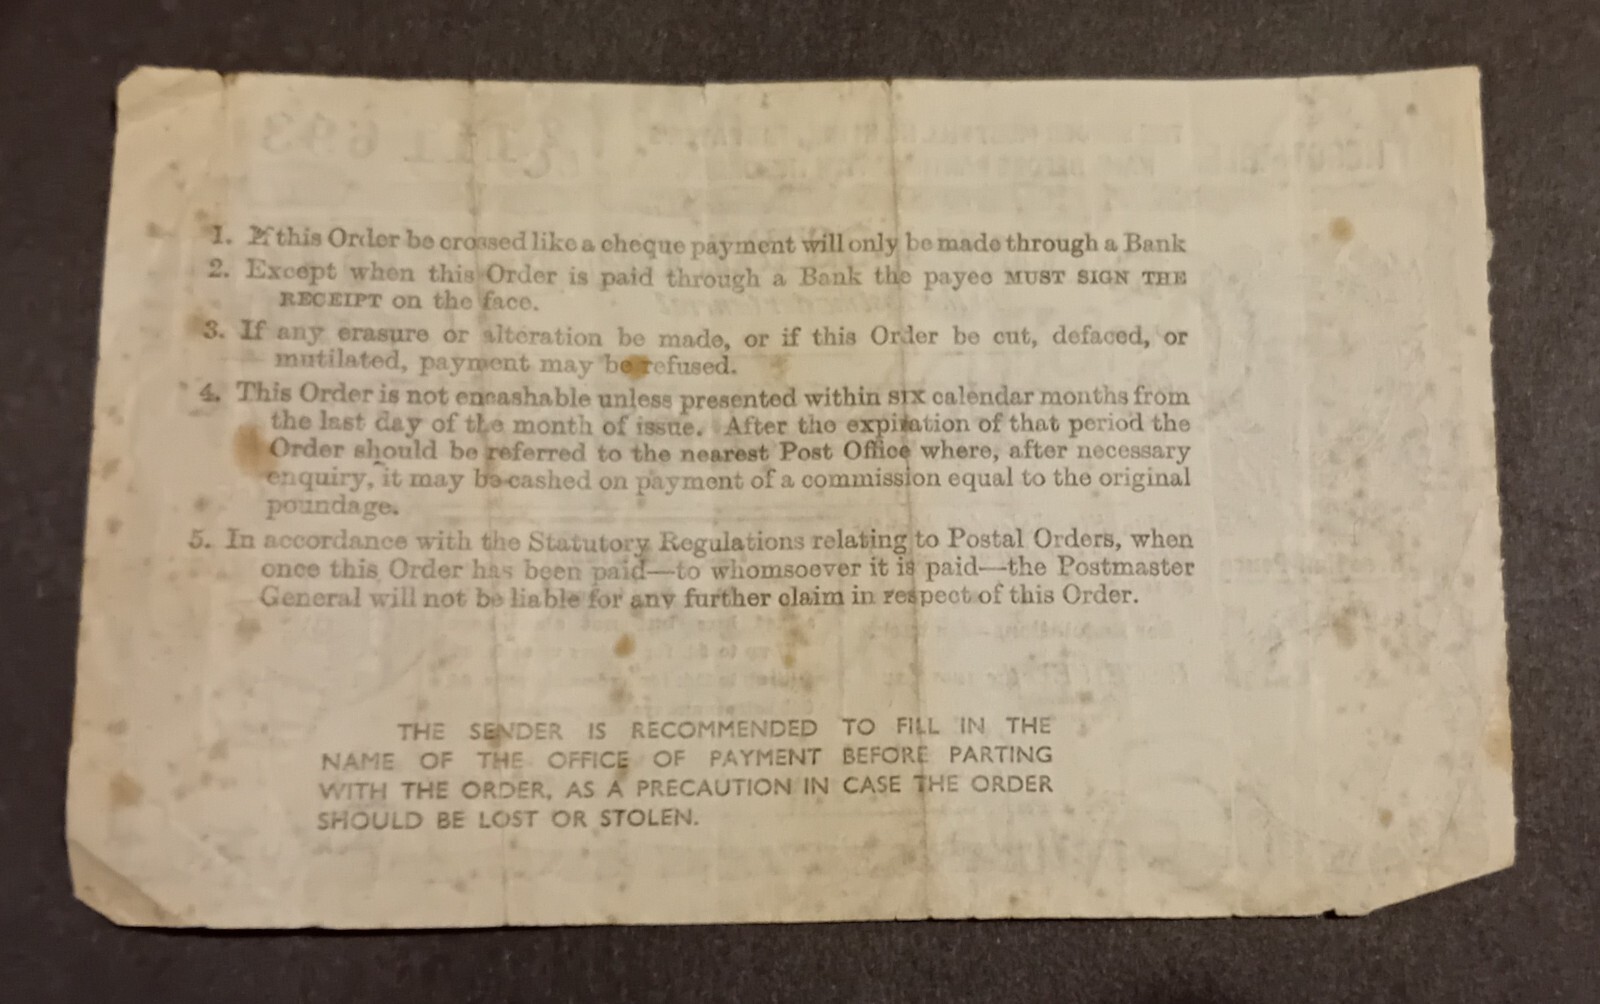 1. If this Order be crossed like a cheque payment will only be made through a Bank
2. Except when this Order is paid through a Bank the payee MUST SIGN THE
RECEIPT on the face.
3. If any erasure or alteration be made, or if this Order be cut, defaced, or
mutilated, payment may be refused.
4. This Order is not encashable unless presented within SIX calendar months from
the last day of the month of issue. After the expiration of that period the
Order should be referred to the nearest Post Office where, after necessary
enquiry, it may be cashed on payment of a commission equal to the original
poundage.
5. In accordance with the Statutory Regulations relating to Postal Orders, when
once this Order has been paid—to whomsoever it is paid—the Postmaster
General will not be liable for any further claim in respect of this Order.
THE SENDER IS RECOMMENDED TO FILL IN THE
NAME OF THE OFFICE OF PAYMENT BEFORE PARTING
WITH THE ORDER, AS A PRECAUTION IN CASE THE ORDER
SHOULD BE LOST OR STOLEN.